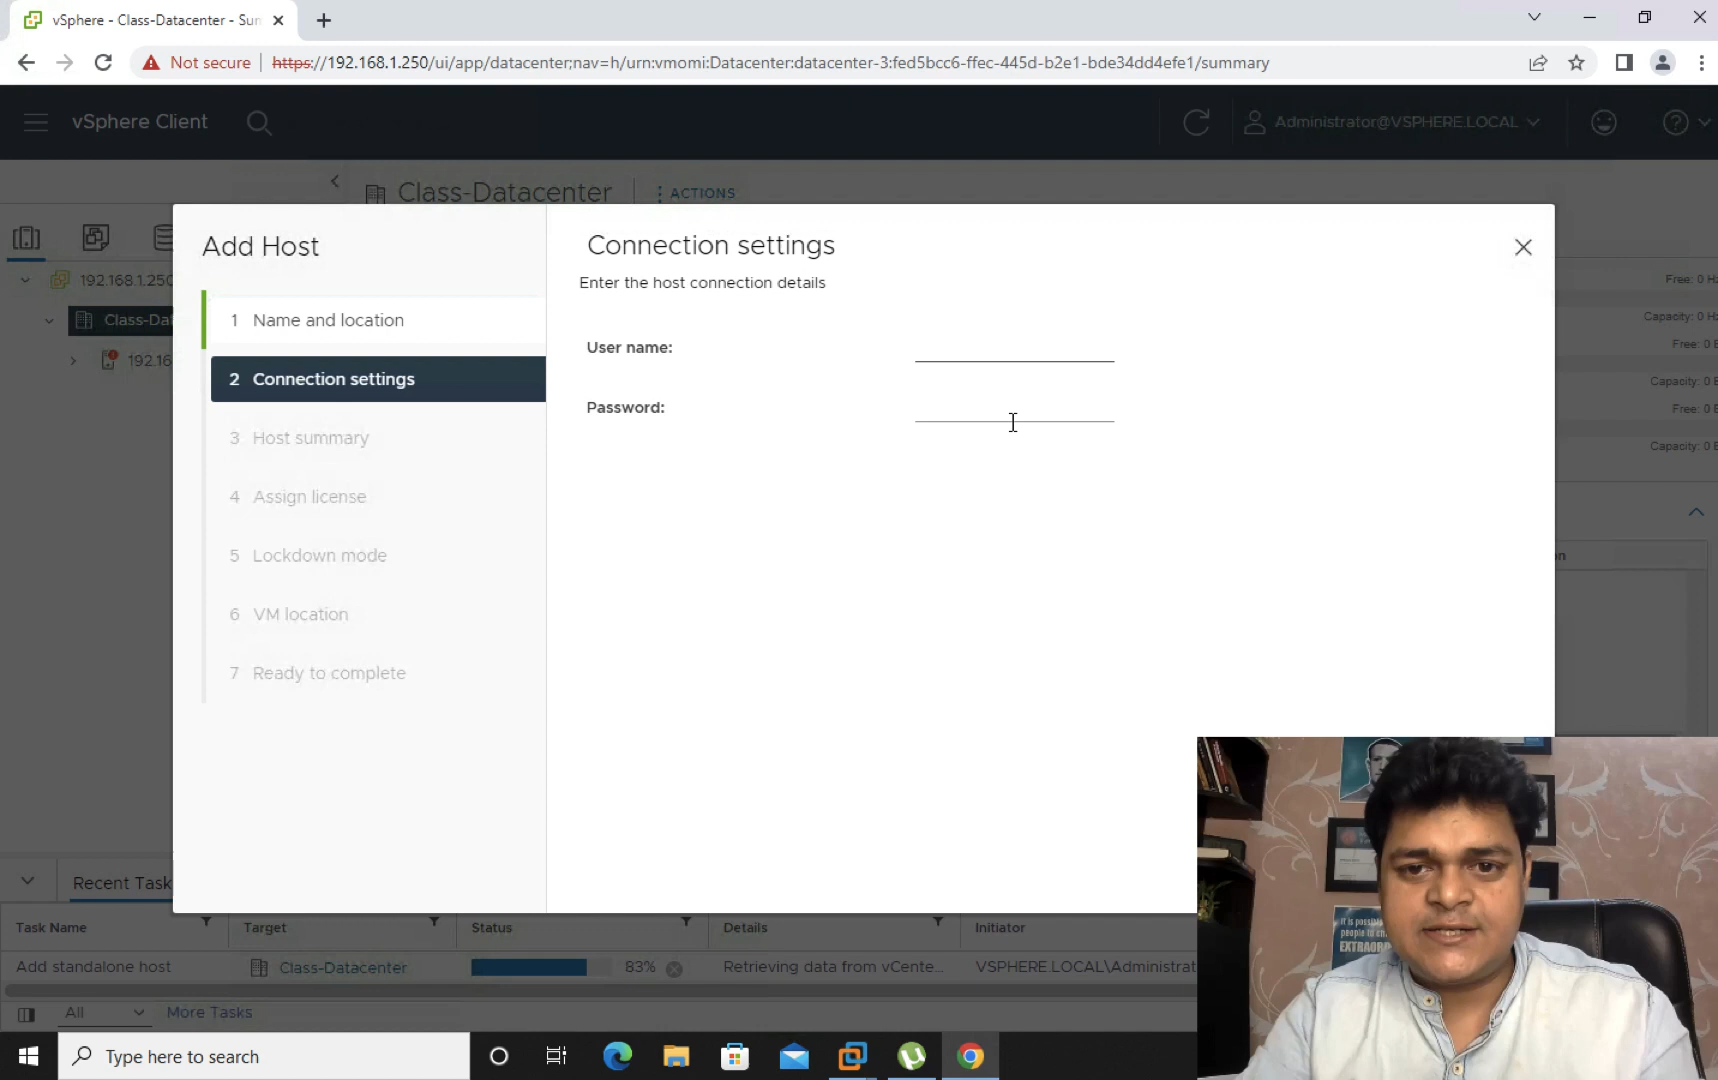 vSphere - Class-Datacenter - Sum
Not secure
https://192.168.1.250/ui/app/datacenter;nav=h/urn:vmomi:Datacenter:datacenter-3:fed5bcc6-ffec-445d-b2e1-bde34dd4efe1/summary
vSphere Client
Administrator@VSPHERE.LOCAL
Class-Datacenter
ACTIONS
192.168.1.250
Class-Dat
192.16
Add Host
1 Name and location
2 Connection settings
3 Host summary
4 Assign license
5 Lockdown mode
6 VM location
7 Ready to complete
Connection settings
Enter the host connection details
User name:
Password:
Free: 0 H
Capacity: 0 H
Free: 0 B
Capacity: 0 B
Free: 0 B
Capacity: 0 B
Recent Task
Task Name
Target
Status
Details
Initiator
Add standalone host
Class-Datacenter
83%
Retrieving data from vCente...
VSPHERE.LOCAL\Administrat
All
More Tasks
EXTRAOR
Type here to search